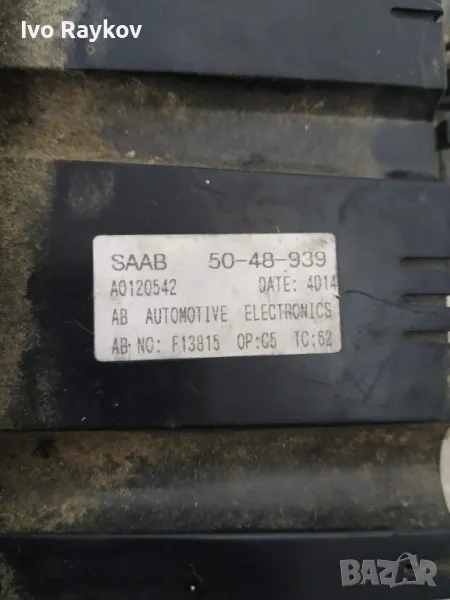 Ivo Raykov
SAAB 50-48-939
A0120542 DATE: 4D14
AB AUTOMOTIVE ELECTRONICS
AB NO: F13815 OP:C5 TC:62
BAZAR